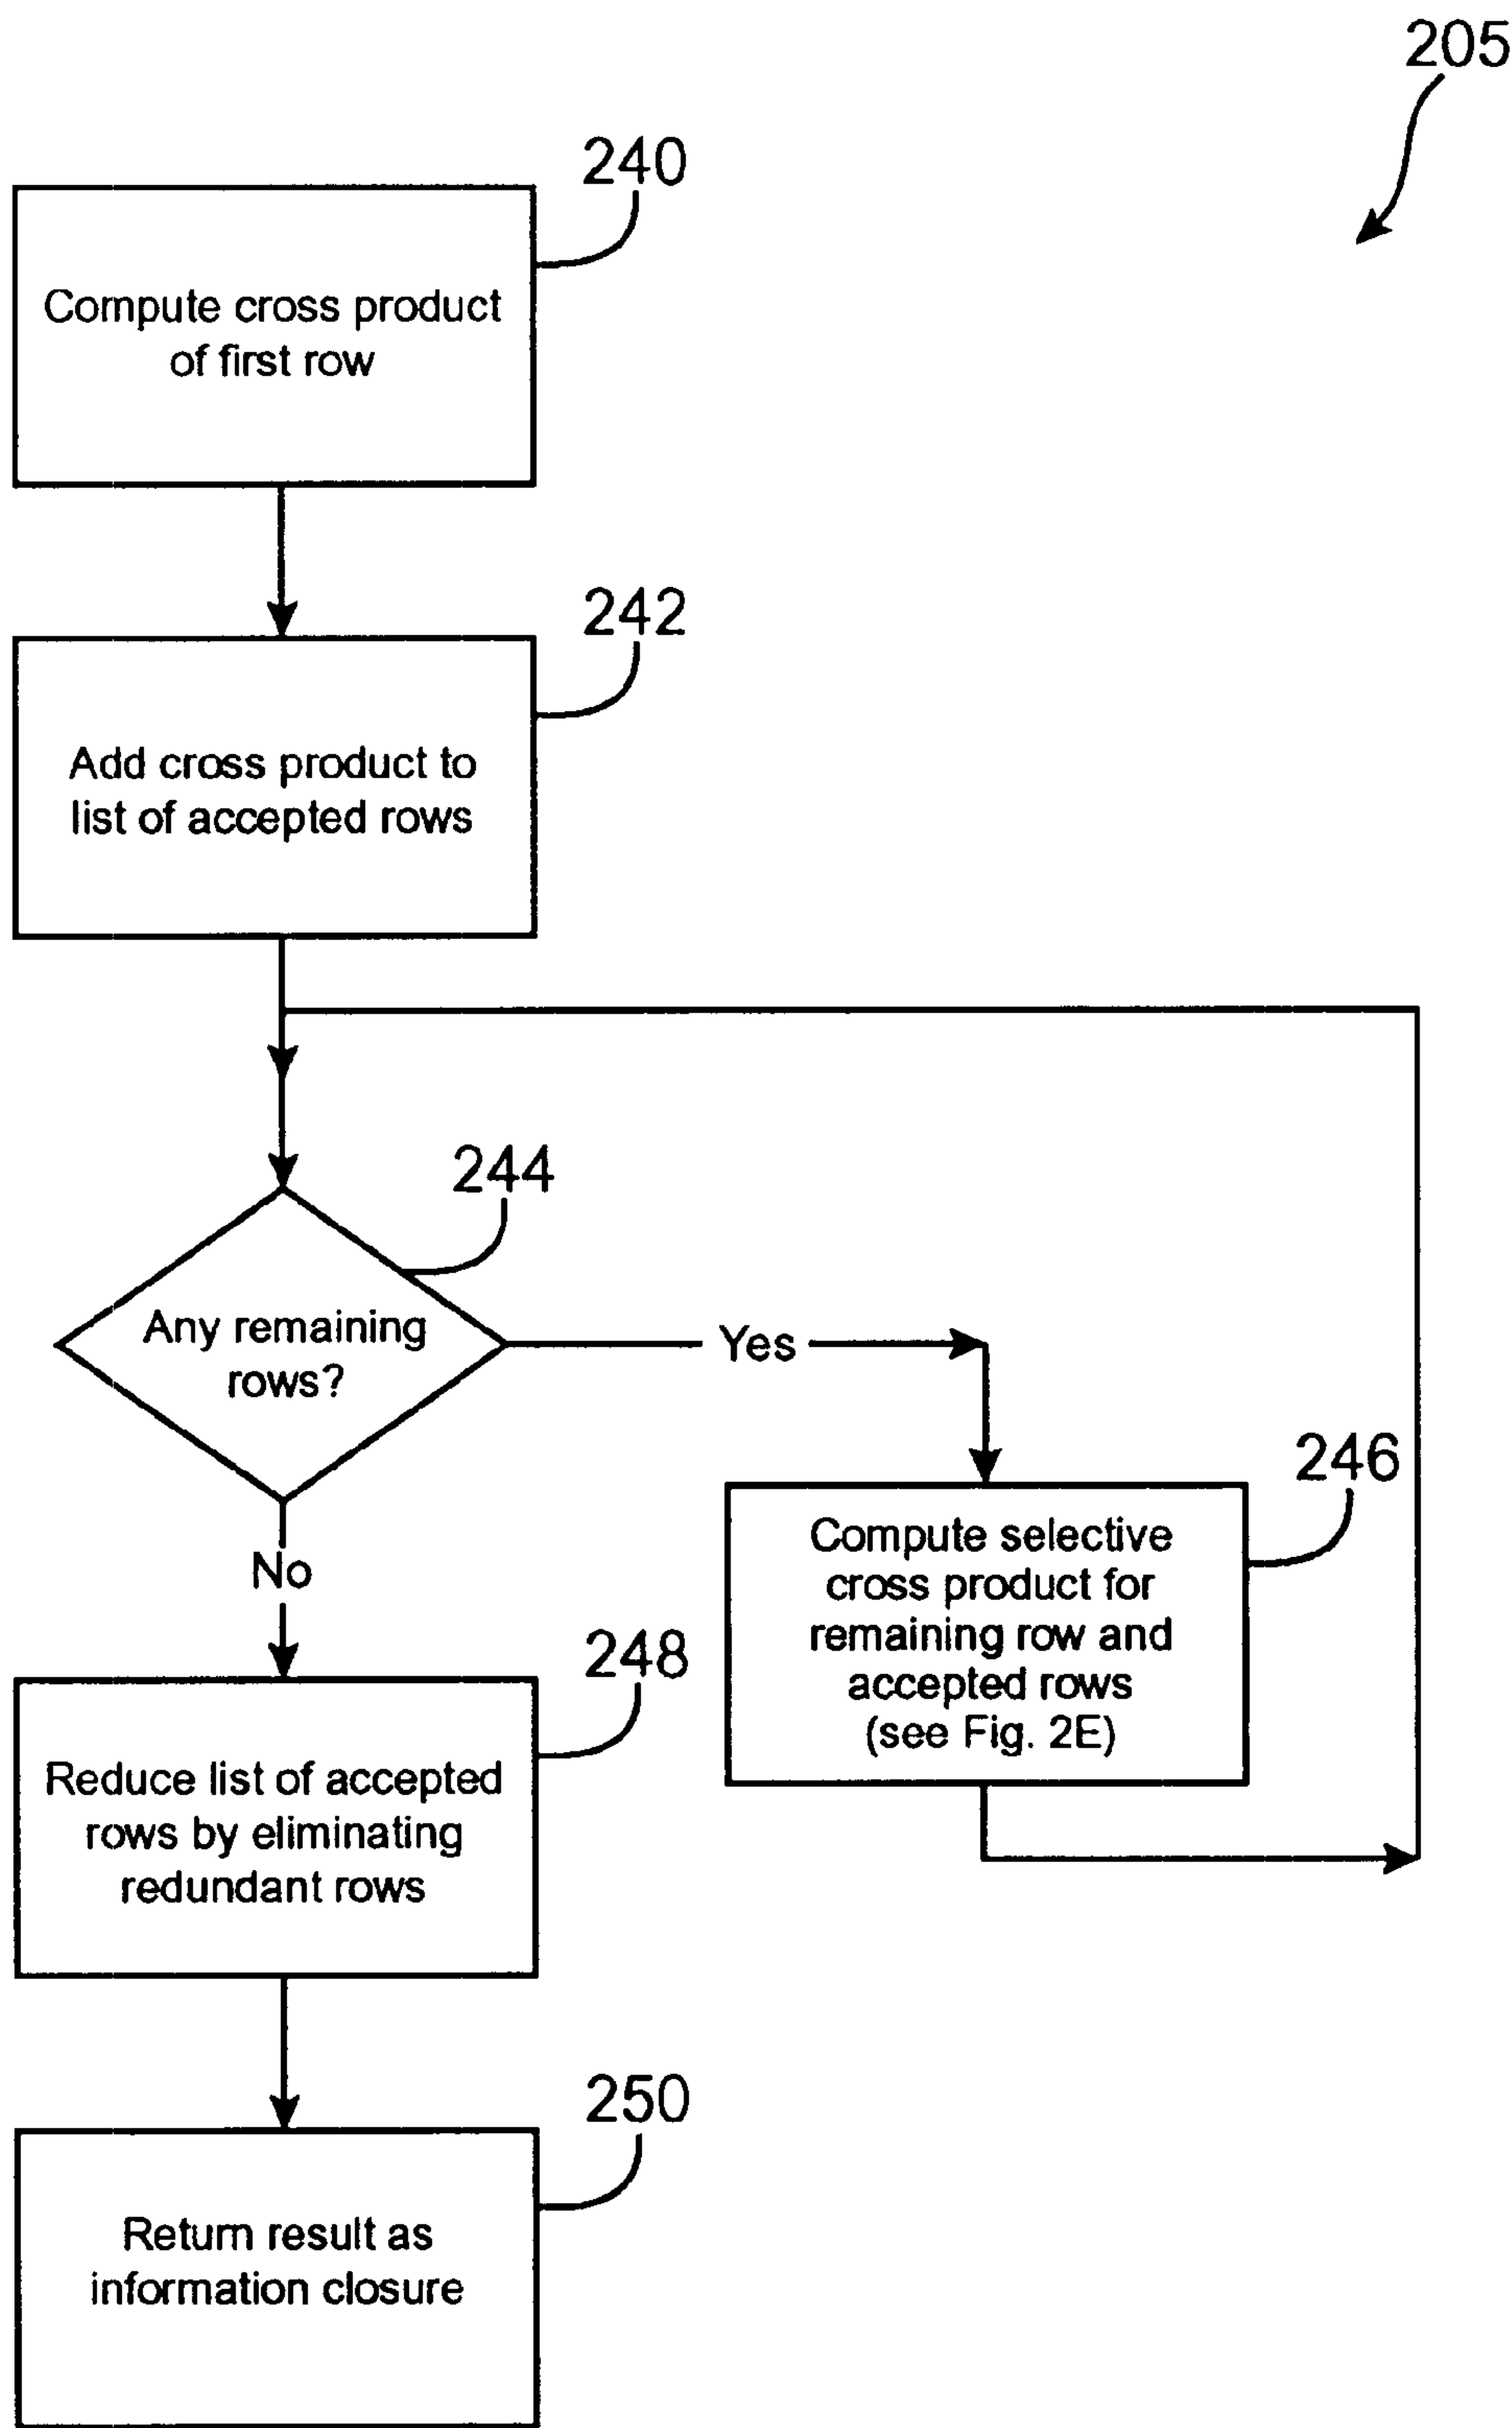 205
240
Compute cross product
of first row
242
Add cross product to
list of accepted rows
244
Any remaining
rows?
Yes
246
Compute selective
cross product for
remaining row and
accepted rows
(see Fig. 2E)
No
248
Reduce list of accepted
rows by eliminating
redundant rows
250
Return result as
information closure